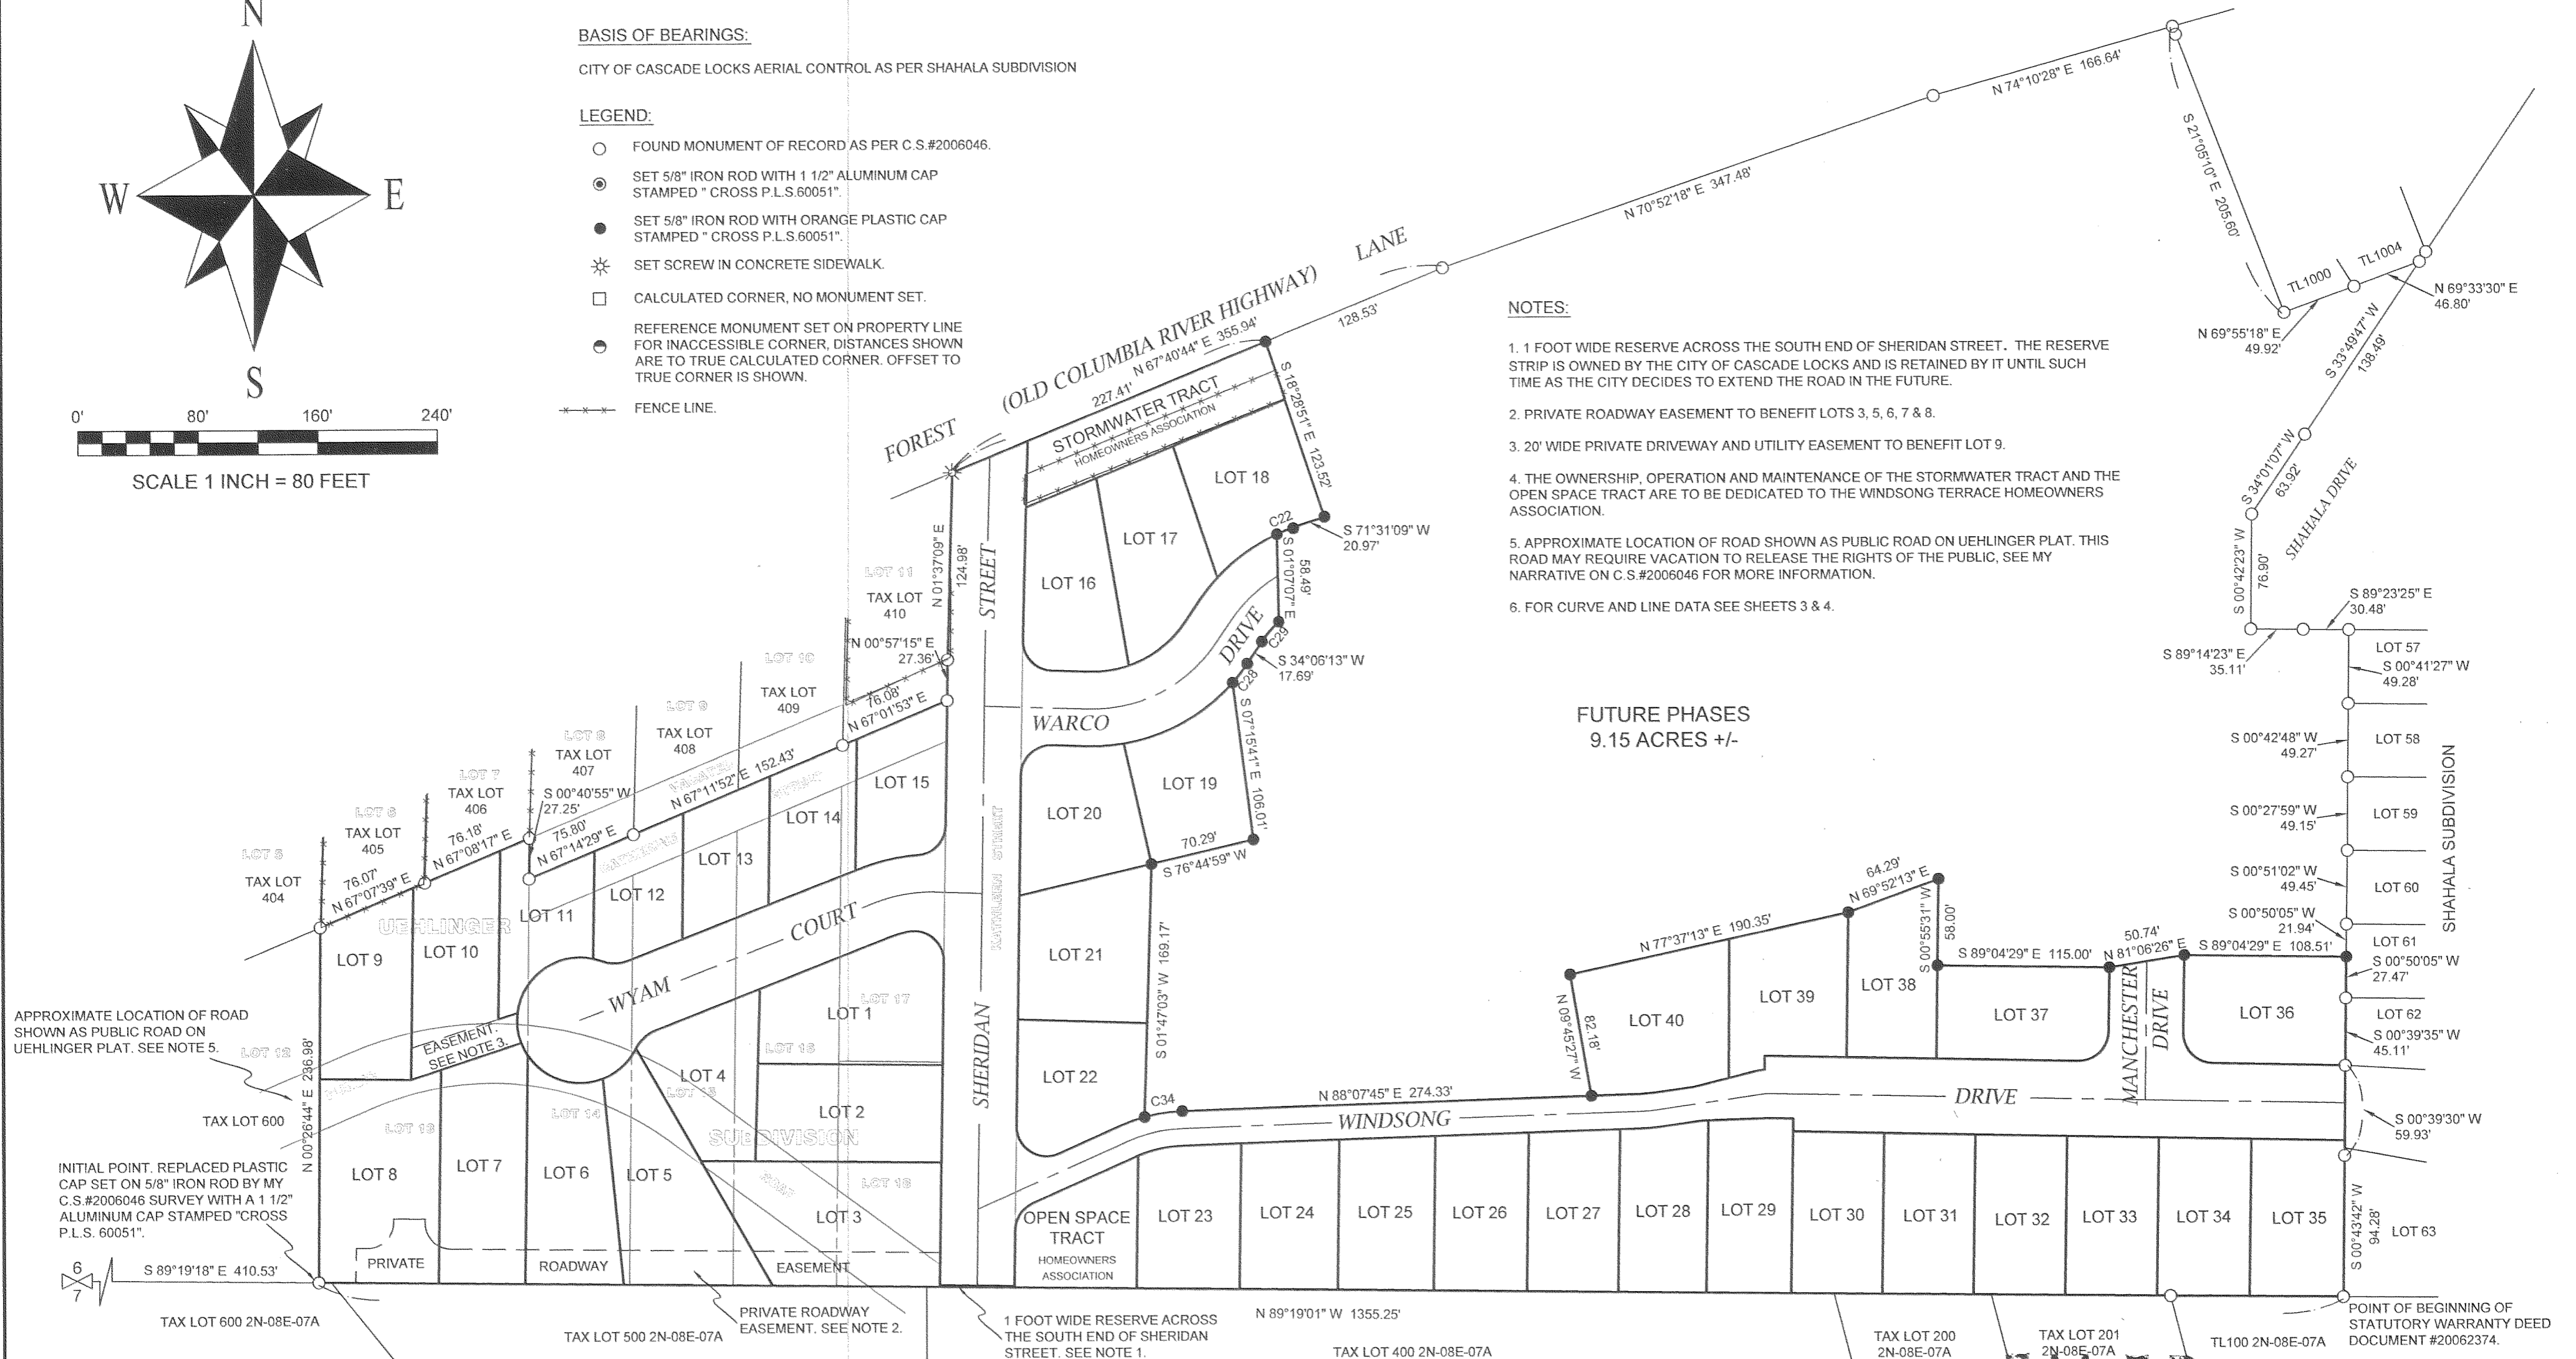 N
W
E
S
0' 80' 160' 240'
SCALE 1 INCH = 80 FEET
BASIS OF BEARINGS:
CITY OF CASCADE LOCKS AERIAL CONTROL AS PER SHAHALA SUBDIVISION
LEGEND:
FOUND MONUMENT OF RECORD AS PER C.S.#2006046.
SET 5/8" IRON ROD WITH 1 1/2" ALUMINUM CAP
STAMPED " CROSS P.L.S.60051".
SET 5/8" IRON ROD WITH ORANGE PLASTIC CAP
STAMPED " CROSS P.L.S.60051".
SET SCREW IN CONCRETE SIDEWALK.
CALCULATED CORNER, NO MONUMENT SET.
REFERENCE MONUMENT SET ON PROPERTY LINE
FOR INACCESSIBLE CORNER, DISTANCES SHOWN
ARE TO TRUE CALCULATED CORNER. OFFSET TO
TRUE CORNER IS SHOWN.
FENCE LINE.
NOTES:
1. 1 FOOT WIDE RESERVE ACROSS THE SOUTH END OF SHERIDAN STREET. THE RESERVE
STRIP IS OWNED BY THE CITY OF CASCADE LOCKS AND IS RETAINED BY IT UNTIL SUCH
TIME AS THE CITY DECIDES TO EXTEND THE ROAD IN THE FUTURE.
2. PRIVATE ROADWAY EASEMENT TO BENEFIT LOTS 3, 5, 6, 7 & 8.
3. 20' WIDE PRIVATE DRIVEWAY AND UTILITY EASEMENT TO BENEFIT LOT 9.
4. THE OWNERSHIP, OPERATION AND MAINTENANCE OF THE STORMWATER TRACT AND THE
OPEN SPACE TRACT ARE TO BE DEDICATED TO THE WINDSONG TERRACE HOMEOWNERS
ASSOCIATION.
5. APPROXIMATE LOCATION OF ROAD SHOWN AS PUBLIC ROAD ON UEHLINGER PLAT. THIS
ROAD MAY REQUIRE VACATION TO RELEASE THE RIGHTS OF THE PUBLIC, SEE MY
NARRATIVE ON C.S.#2006046 FOR MORE INFORMATION.
6. FOR CURVE AND LINE DATA SEE SHEETS 3 & 4.
FOREST
(OLD COLUMBIA RIVER HIGHWAY)
LANE
N 67°40'44" E 355.94'
227.41'
128.53'
N 70°52'18" E 347.48'
N 74°10'28" E 166.64'
S 21°05'10" E 205.60'
TL1000
TL1004
N 69°33'30" E
46.80'
N 69°55'18" E
49.92'
S 33°49'47" W
138.49'
S 34°01'07" W
63.92'
SHAHALA DRIVE
S 00°42'23" W
76.90'
S 89°23'25" E
30.48'
S 89°14'23" E
35.11'
LOT 57
S 00°41'27" W
49.28'
S 00°42'48" W
49.27'
LOT 58
S 00°27'59" W
49.15'
LOT 59
S 00°51'02" W
49.45'
LOT 60
S 00°50'05" W
21.94'
LOT 61
S 00°50'05" W
27.47'
LOT 62
S 00°39'35" W
45.11'
SHAHALA SUBDIVISION
S 00°39'30" W
59.93'
S 00°43'42" W
94.28'
LOT 63
POINT OF BEGINNING OF
STATUTORY WARRANTY DEED
DOCUMENT #20062374.
STORMWATER TRACT
HOMEOWNERS ASSOCIATION
S 18°28'51" E 123.52'
LOT 18
LOT 17
LOT 16
C22
S 71°31'09" W
20.97'
S 01°07'07" E
58.49'
C29
S 34°06'13" W
17.69'
C28
WARCO
DRIVE
S 07°15'41" E 106.01'
LOT 19
LOT 20
70.29'
S 76°44'59" W
LOT 21
S 01°47'03" W 169.17'
LOT 22
C34
STREET
SHERIDAN
KATHLEEN STREET
N 01°37'09" E
124.98'
LOT 11
TAX LOT
410
N 00°57'15" E
27.36'
LOT 10
TAX LOT
409
76.08'
N 67°01'53" E
LOT 9
TAX LOT
408
N 67°11'52" E 152.43'
LOT 8
TAX LOT
407
S 00°40'55" W
27.25'
75.80'
N 67°14'29" E
LOT 7
TAX LOT
406
76.18'
N 67°08'17" E
LOT 6
TAX LOT
405
76.07'
N 67°07'39" E
LOT 5
TAX LOT
404
UEHLINGER
LOT 9
LOT 10
LOT 11
LOT 12
LOT 13
LOT 14
LOT 15
WYAM
COURT
EASEMENT.
SEE NOTE 3.
LOT 17
LOT 1
LOT 16
LOT 4
LOT 2
SUBDIVISION
LOT 12
LOT 13
LOT 14
LOT 15
LOT 18
LOT 8
LOT 7
LOT 6
LOT 5
LOT 3
PRIVATE
ROADWAY
EASEMENT
APPROXIMATE LOCATION OF ROAD
SHOWN AS PUBLIC ROAD ON
UEHLINGER PLAT. SEE NOTE 5.
N 00°26'44" E 236.98'
TAX LOT 600
INITIAL POINT. REPLACED PLASTIC
CAP SET ON 5/8" IRON ROD BY MY
C.S.#2006046 SURVEY WITH A 1 1/2"
ALUMINUM CAP STAMPED "CROSS
P.L.S. 60051".
6
7
S 89°19'18" E 410.53'
TAX LOT 600 2N-08E-07A
TAX LOT 500 2N-08E-07A
PRIVATE ROADWAY
EASEMENT. SEE NOTE 2.
1 FOOT WIDE RESERVE ACROSS
THE SOUTH END OF SHERIDAN
STREET. SEE NOTE 1.
N 89°19'01" W 1355.25'
TAX LOT 400 2N-08E-07A
TAX LOT 200
2N-08E-07A
TAX LOT 201
2N-08E-07A
TL100 2N-08E-07A
FUTURE PHASES
9.15 ACRES +/-
N 77°37'13" E 190.35'
64.29'
N 69°52'13" E
S 00°55'31" W
58.00'
S 89°04'29" E 115.00'
50.74'
N 81°06'26" E
S 89°04'29" E 108.51'
N 09°45'27" W
82.18'
LOT 40
LOT 39
LOT 38
LOT 37
MANCHESTER
DRIVE
LOT 36
N 88°07'45" E 274.33'
WINDSONG
DRIVE
OPEN SPACE
TRACT
HOMEOWNERS
ASSOCIATION
LOT 23
LOT 24
LOT 25
LOT 26
LOT 27
LOT 28
LOT 29
LOT 30
LOT 31
LOT 32
LOT 33
LOT 34
LOT 35